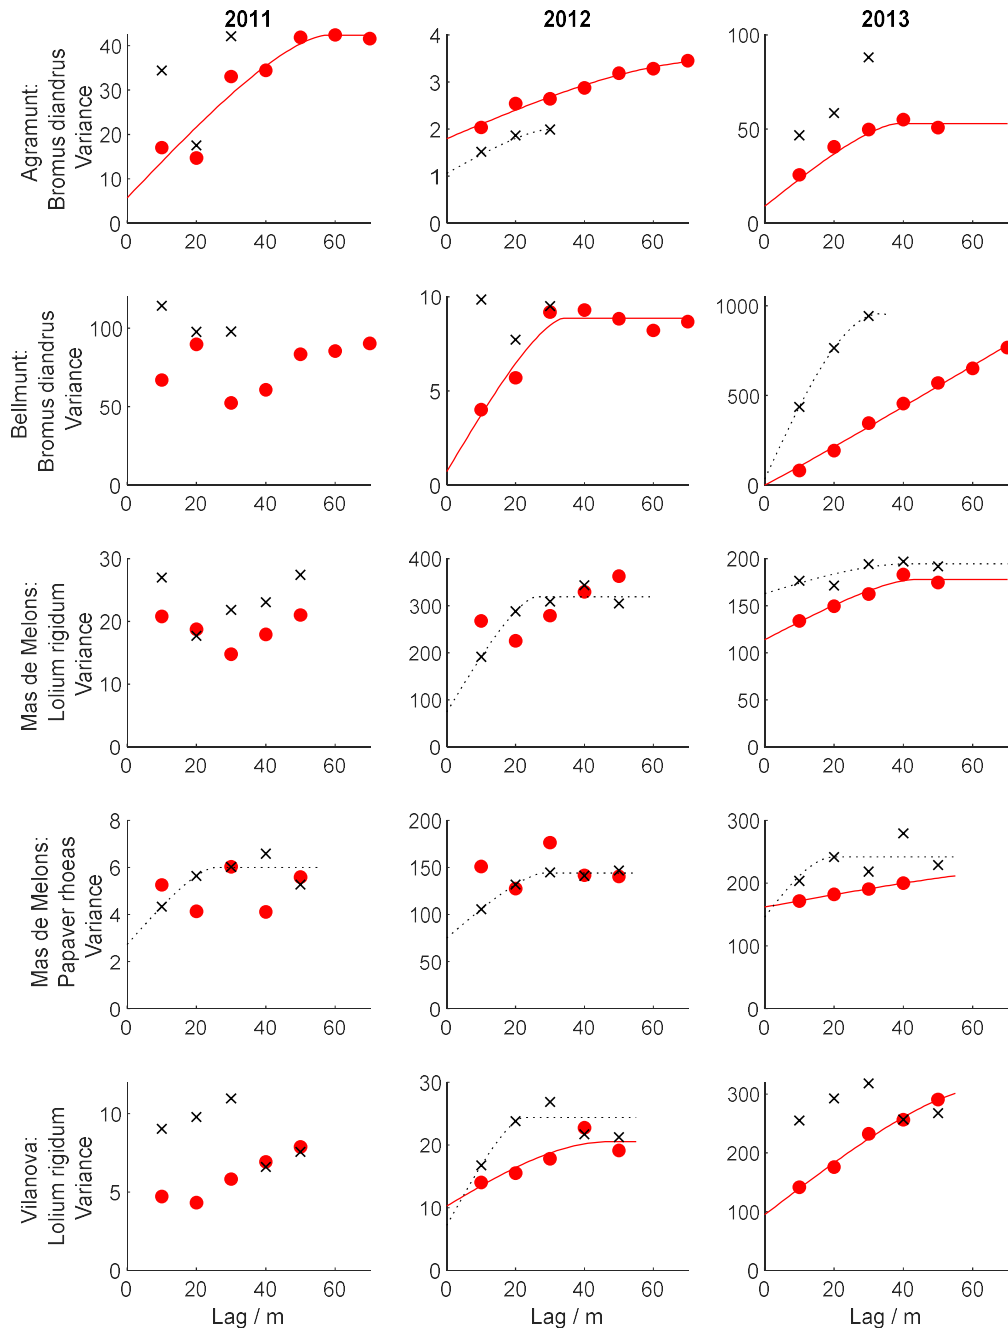 2011 2012 2013
Agramunt:
Bromus diandrus
Variance
40
30
20
10
0
0 20 40 60
4
3
2
1
0
0 20 40 60
100
50
0
0 20 40 60
Bellmunt:
Bromus diandrus
Variance
100
50
0
0 20 40 60
10
5
0
0 20 40 60
1000
500
0
0 20 40 60
Mas de Melons:
Lolium rigidum
Variance
30
20
10
0
0 20 40 60
400
300
200
100
0
0 20 40 60
200
150
100
50
0
0 20 40 60
Mas de Melons:
Papaver rhoeas
Variance
8
6
4
2
0
0 20 40 60
200
150
100
50
0
0 20 40 60
300
200
100
0
0 20 40 60
Vilanova:
Lolium rigidum
Variance
10
5
0
0 20 40 60
Lag / m
30
20
10
0
0 20 40 60
Lag / m
300
200
100
0
0 20 40 60
Lag / m